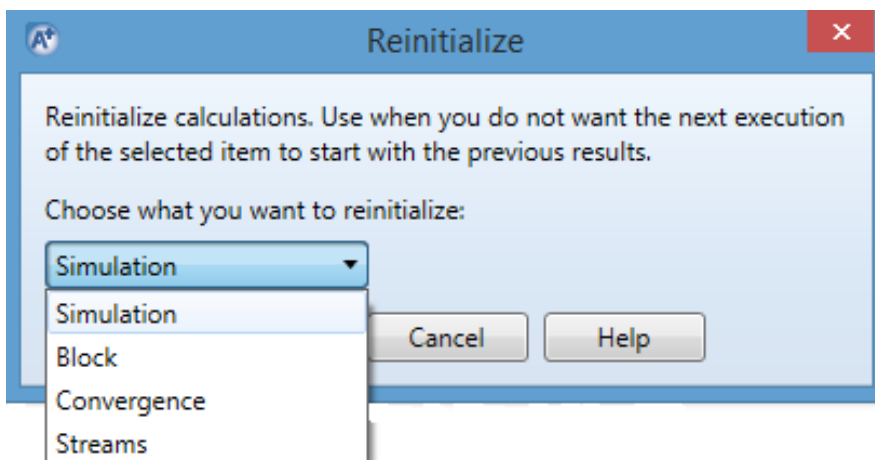 A+
Reinitialize
Reinitialize calculations. Use when you do not want the next execution
of the selected item to start with the previous results.
Choose what you want to reinitialize:
Simulation
Simulation
Block
Convergence
Streams
Cancel
Help